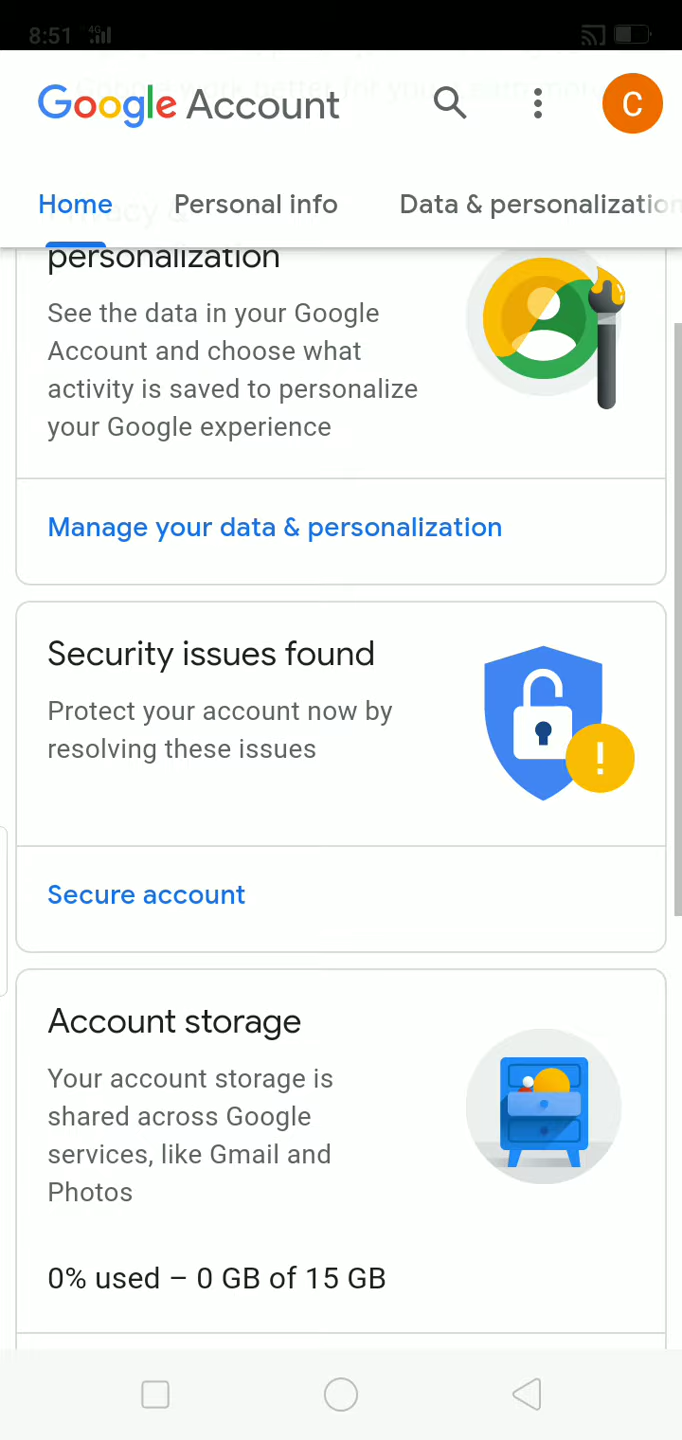 8:51 4G
Google Account C
Home Personal info Data & personalization
personalization
See the data in your Google
Account and choose what
activity is saved to personalize
your Google experience
Manage your data & personalization
Security issues found
Protect your account now by
resolving these issues
!
Secure account
Account storage
Your account storage is
shared across Google
services, like Gmail and
Photos
0% used – 0 GB of 15 GB